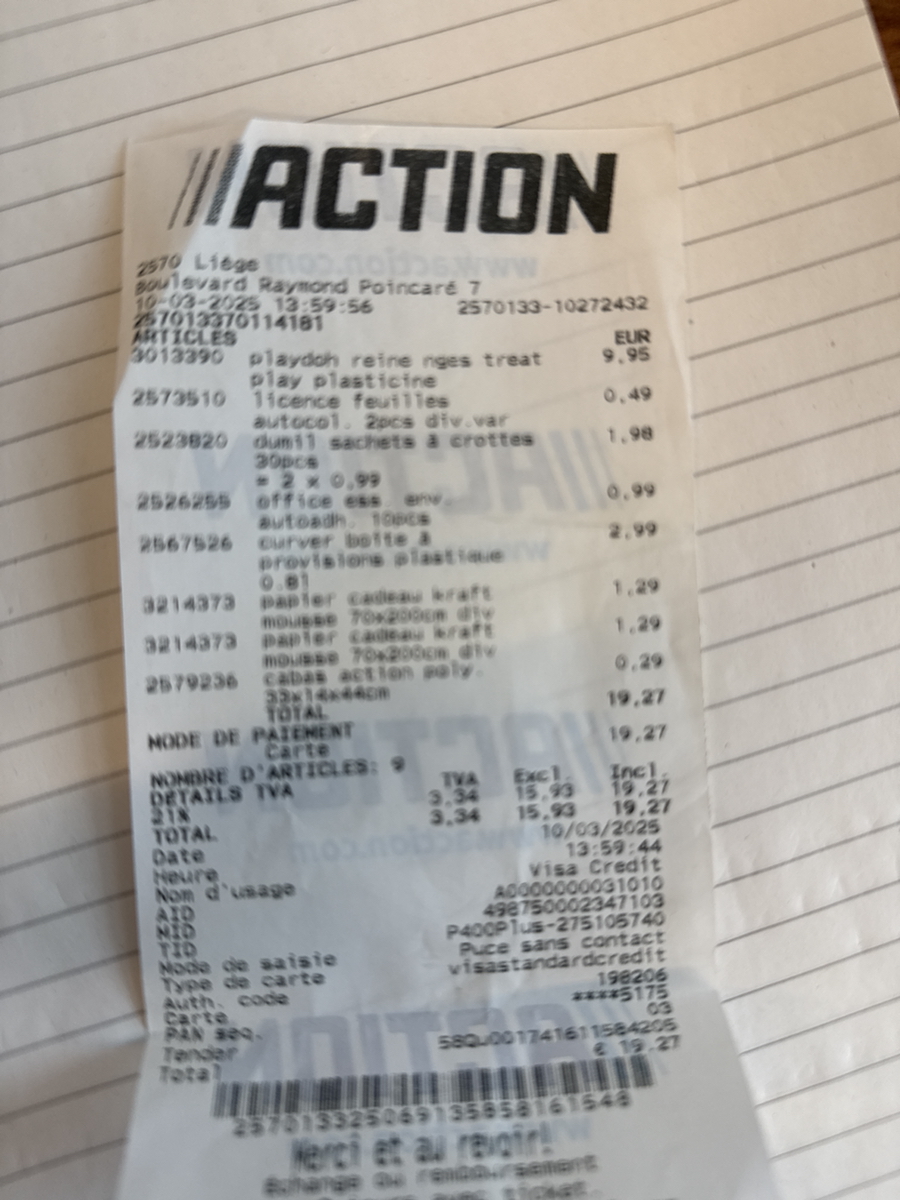 ACTION
2570 Liège
Boulevard Raymond Poincaré 7
10-03-2025 13:59:56 2570133-10272432
257013370114181
ARTICLES EUR
3013390 playdoh reine nges treat 9,95
play plasticine
2573510 licence feuilles 0,49
autocol. 2pcs div.var
2523820 dumil sachets à crottes 1,98
30pcs
= 2 x 0,99
2526255 office ess. env. 0,99
autoadh. 10pcs
2567526 curver boîte à 2,99
provisions plastique
0.8l
3214373 papier cadeau kraft 1,29
mousse 70x200cm div
3214373 papier cadeau kraft 1,29
mousse 70x200cm div
2579236 cabas action poly. 0,29
33x14x44cm
TOTAL 19,27
MODE DE PAIEMENT
Carte 19,27
NOMBRE D'ARTICLES: 9
DÉTAILS TVA TVA Excl. Incl.
21% 3,34 15,93 19,27
TOTAL 3,34 15,93 19,27
Date 10/03/2025
Heure 13:59:44
Nom d'usage Visa Credit
AID A0000000031010
MID 498750002347103
TID P400Plus-275105740
Mode de saisie Puce sans contact
Type de carte visastandardcredit
Auth. code 198206
Carte ****5175
PAN seq. 03
Tender 58Qu001741611584205
Total € 19.27
Merci et au revoir!
échange ou remboursement
ticket